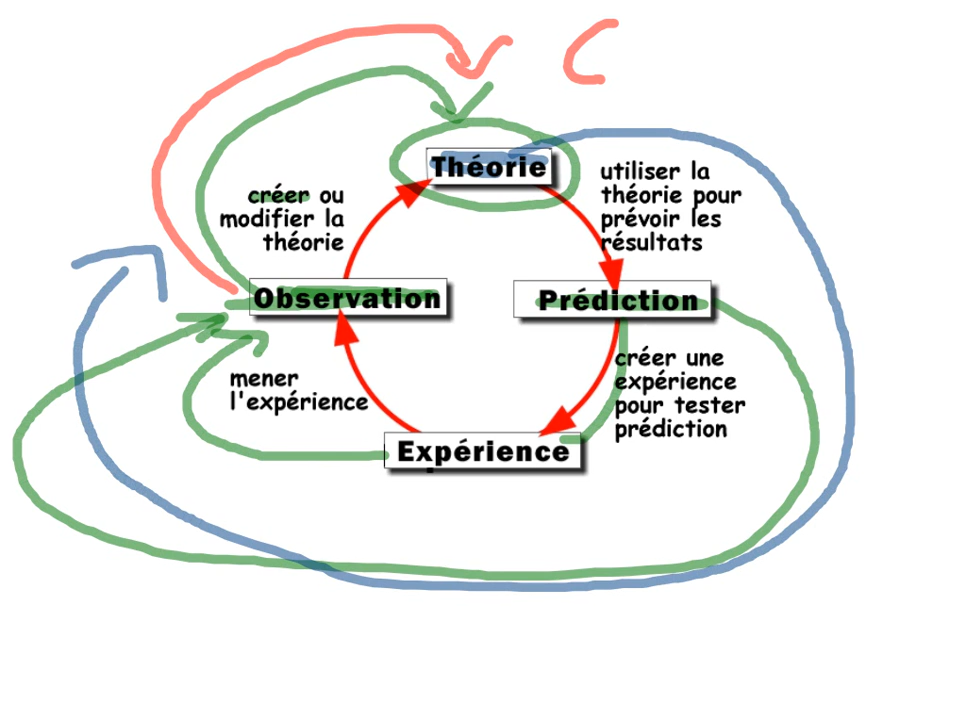 C
Théorie
utiliser la
théorie pour
prévoir les
résultats
créer ou
modifier la
théorie
Observation
Prédiction
mener
l'expérience
créer une
expérience
pour tester
prédiction
Expérience